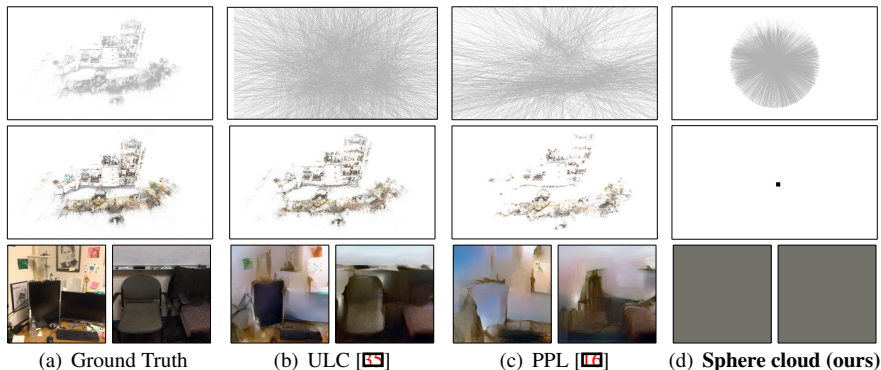 (a) Ground Truth
(b) ULC [35]
(c) PPL [16]
(d) Sphere cloud (ours)